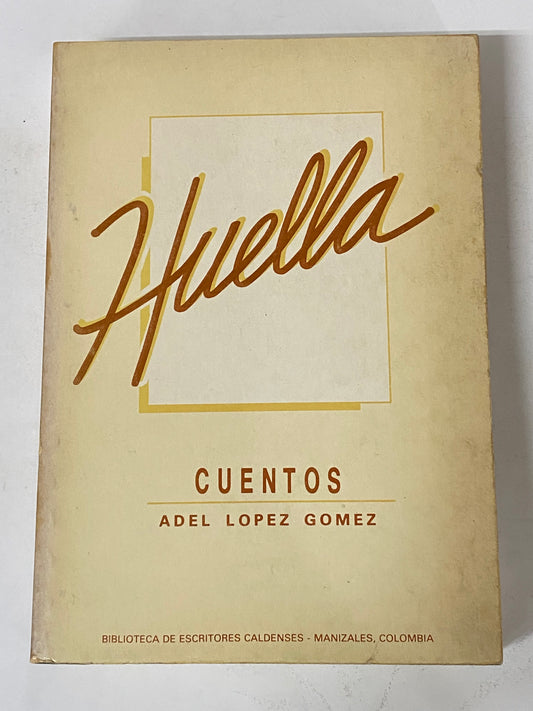 Huella
CUENTOS
ADEL LOPEZ GOMEZ
BIBLIOTECA DE ESCRITORES CALDENSES - MANIZALES, COLOMBIA